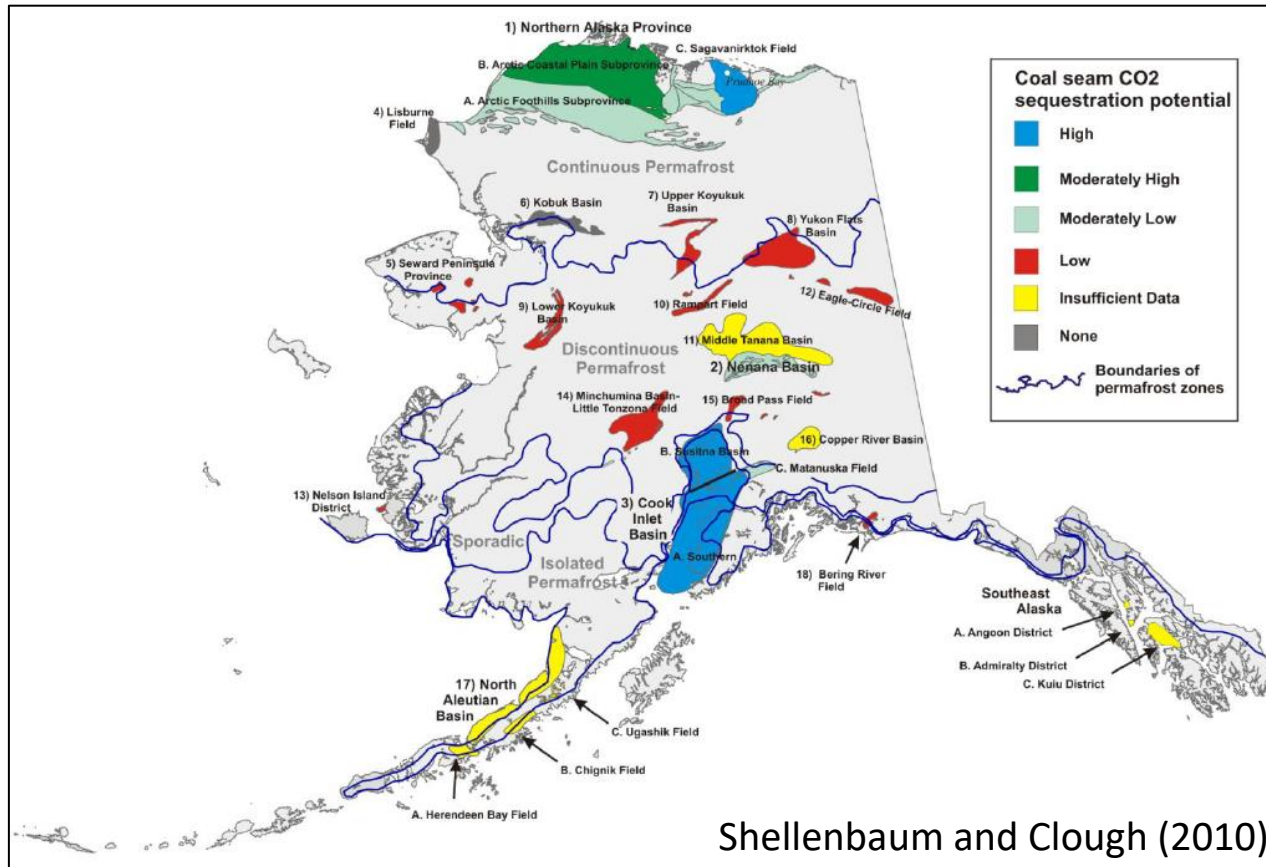 1) Northern Alaska Province
C. Sagavanirktok Field
B. Arctic Coastal Plain Subprovince
Prudhoe Bay
A. Arctic Foothills Subprovince
4) Lisburne
Field
Continuous Permafrost
6) Kobuk Basin
7) Upper Koyukuk
Basin
8) Yukon Flats
Basin
5) Seward Peninsula
Province
9) Lower Koyukuk
Basin
10) Rampart Field
12) Eagle-Circle Field
11) Middle Tanana Basin
Discontinuous
Permafrost
2) Nenana Basin
14) Minchumina Basin-
Little Tonzona Field
15) Broad Pass Field
16) Copper River Basin
B. Susitna Basin
C. Matanuska Field
13) Nelson Island
District
3) Cook
Inlet
Basin
Sporadic
A. Southern
Isolated
Permafrost
18) Bering River
Field
Southeast
Alaska
A. Angoon District
B. Admiralty District
C. Kuiu District
17) North
Aleutian
Basin
C. Ugashik Field
B. Chignik Field
A. Herendeen Bay Field
Coal seam CO2
sequestration potential
High
Moderately High
Moderately Low
Low
Insufficient Data
None
Boundaries of
permafrost zones
Shellenbaum and Clough (2010)